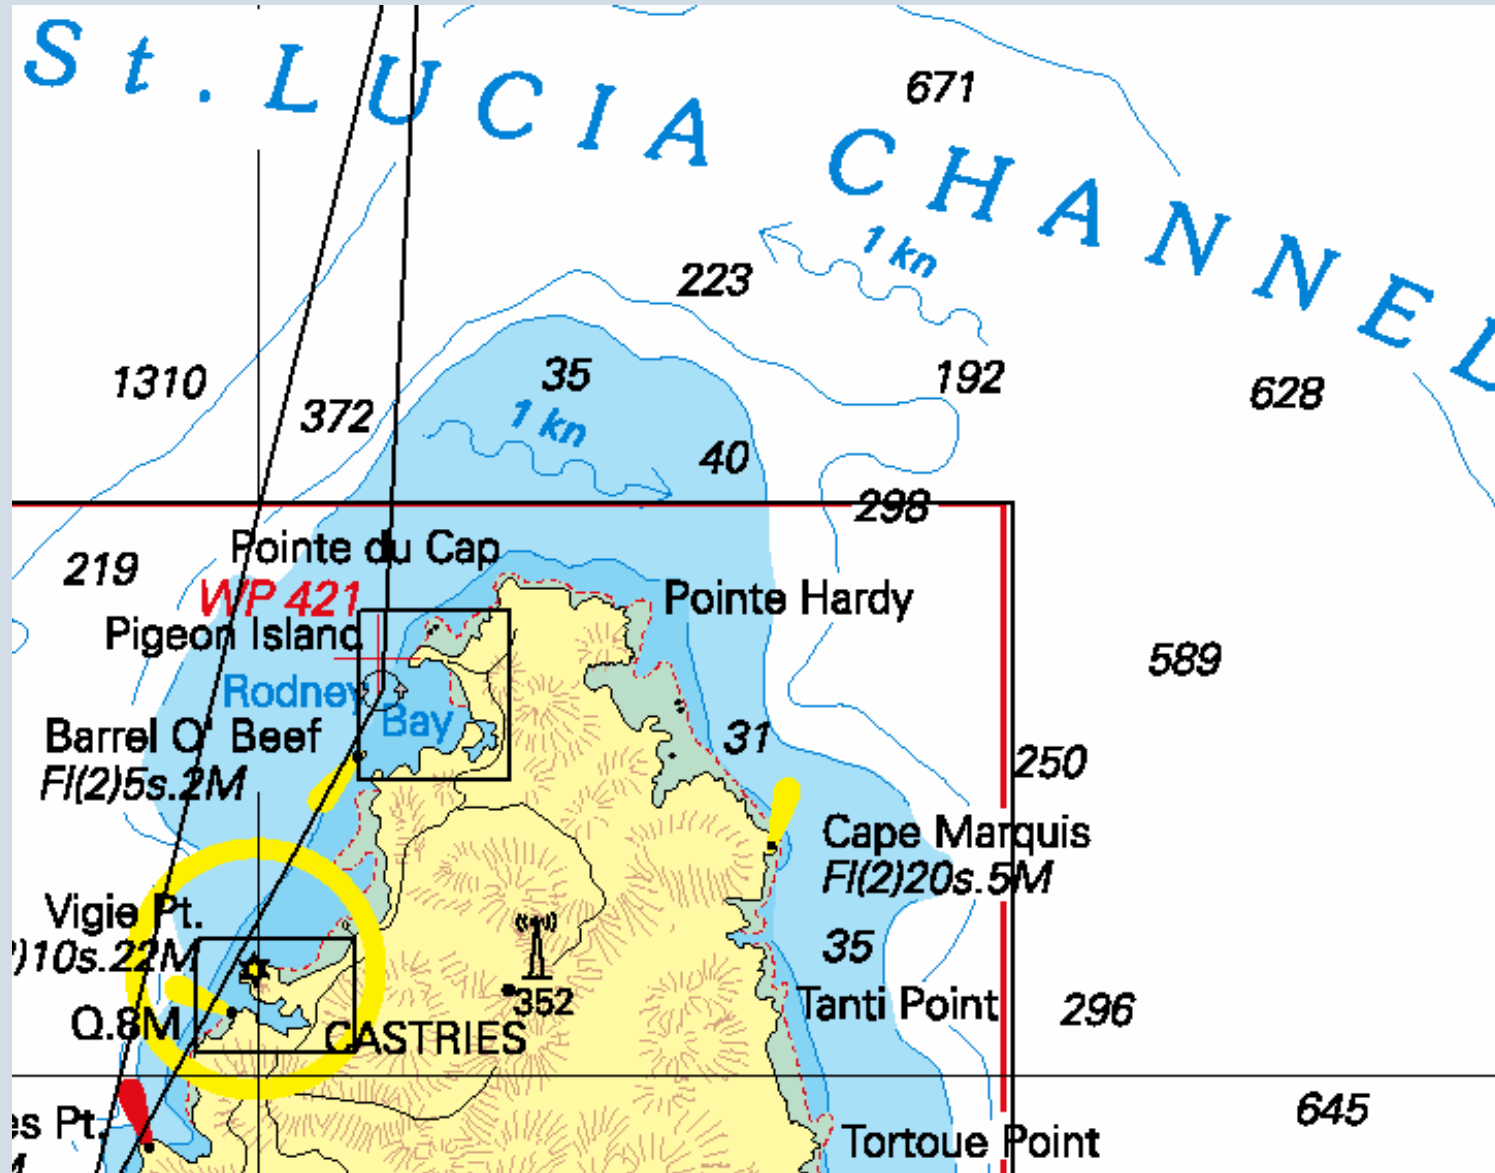 St. LUCIA CHANNEL
671
1 kn
223
192
1310
35
372
628
1 kn
40
298
219
Pointe du Cap
WP 421
Pointe Hardy
Pigeon Island
589
Rodney
Bay
Barrel O' Beef
31
250
Fl(2)5s.2M
Cape Marquis
Fl(2)20s.5M
Vigie Pt.
)10s.22M
35
352
Tanti Point
296
Q.8M
CASTRIES
645
es Pt.
Tortoue Point
M